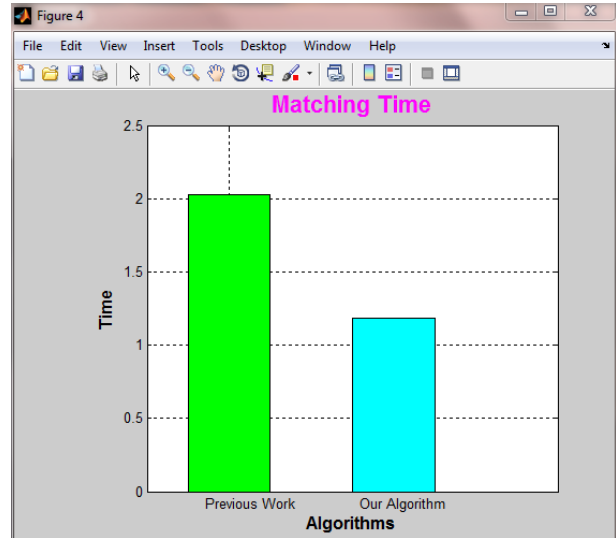 Figure 4
File Edit View Insert Tools Desktop Window Help
Matching Time
2.5
2
1.5
1
0.5
0
Time
Previous Work Our Algorithm
Algorithms